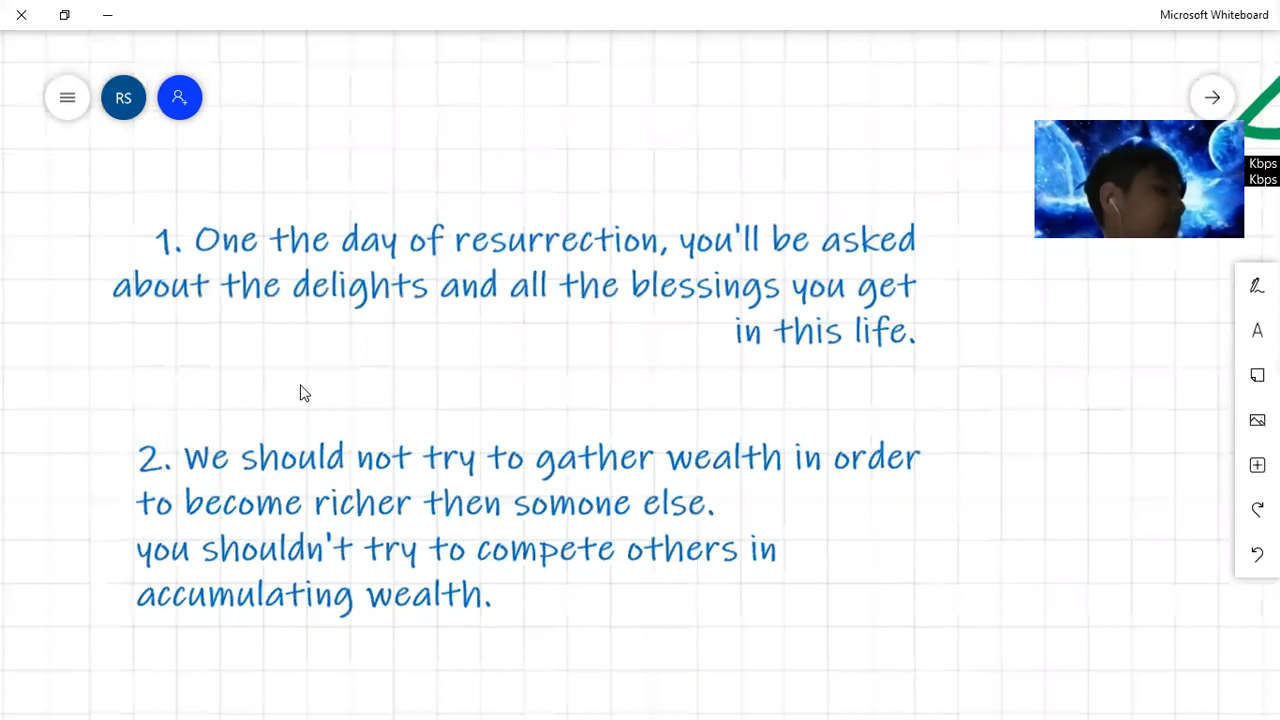 Microsoft Whiteboard
RS
Kbps
Kbps
1. One the day of resurrection, you'll be asked
about the delights and all the blessings you get
in this life.
A
2. We should not try to gather wealth in order
to become richer then somone else.
you shouldn't try to compete others in
accumulating wealth.